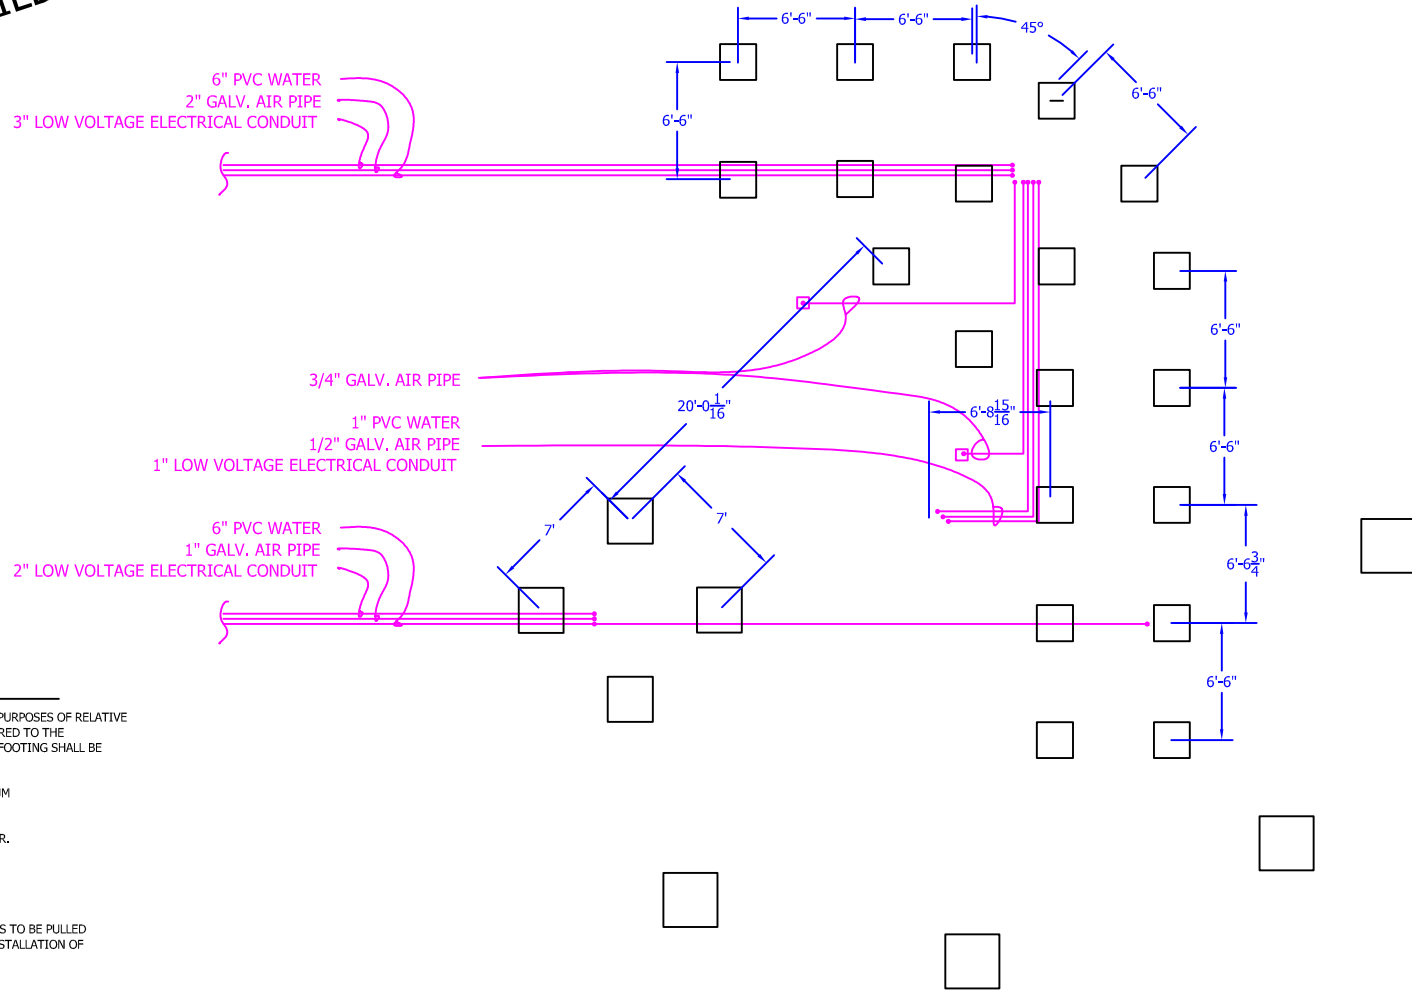 6'-6"
6'-6"
45°
6'-6"
6'-6"
6" PVC WATER
2" GALV. AIR PIPE
3" LOW VOLTAGE ELECTRICAL CONDUIT
6'-6"
3/4" GALV. AIR PIPE
20'-0 1/16"
6'-8 15/16"
1" PVC WATER
1/2" GALV. AIR PIPE
1" LOW VOLTAGE ELECTRICAL CONDUIT
6'-6"
7'
7'
6" PVC WATER
1" GALV. AIR PIPE
2" LOW VOLTAGE ELECTRICAL CONDUIT
6'-6 3/4"
6'-6"
PURPOSES OF RELATIVE
RED TO THE
FOOTING SHALL BE
UM
R.
S TO BE PULLED
STALLATION OF